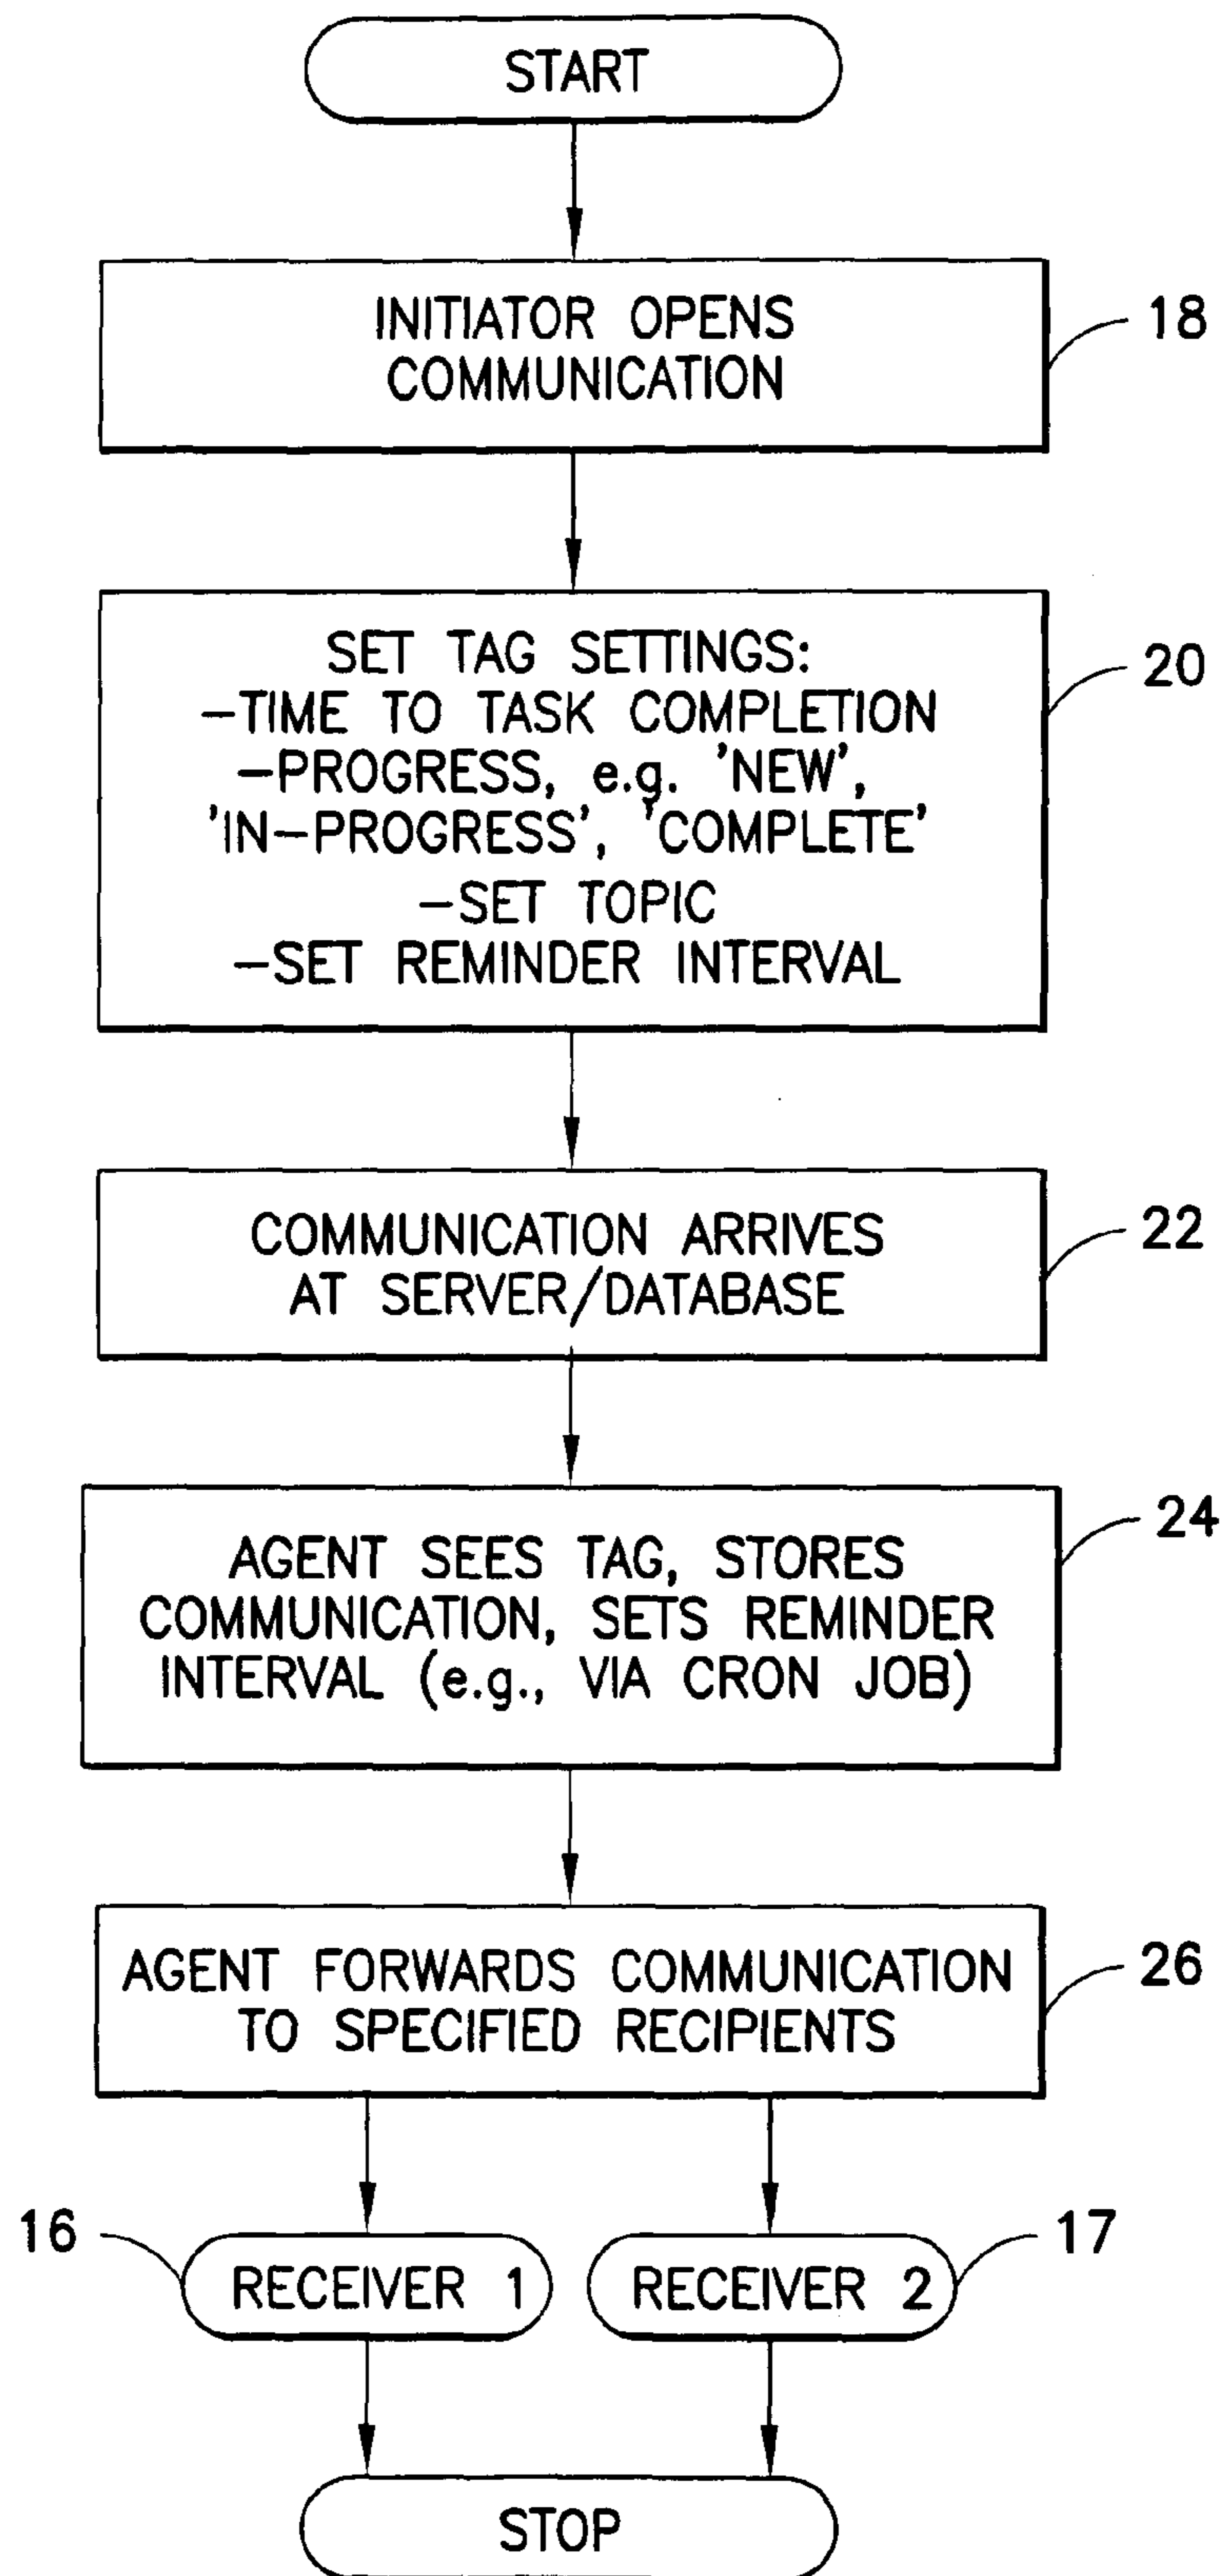 START
INITIATOR OPENS
COMMUNICATION
18
SET TAG SETTINGS:
-TIME TO TASK COMPLETION
-PROGRESS, e.g. 'NEW',
'IN-PROGRESS', 'COMPLETE'
-SET TOPIC
-SET REMINDER INTERVAL
20
COMMUNICATION ARRIVES
AT SERVER/DATABASE
22
AGENT SEES TAG, STORES
COMMUNICATION, SETS REMINDER
INTERVAL (e.g., VIA CRON JOB)
24
AGENT FORWARDS COMMUNICATION
TO SPECIFIED RECIPIENTS
26
16
RECEIVER 1
RECEIVER 2
17
STOP